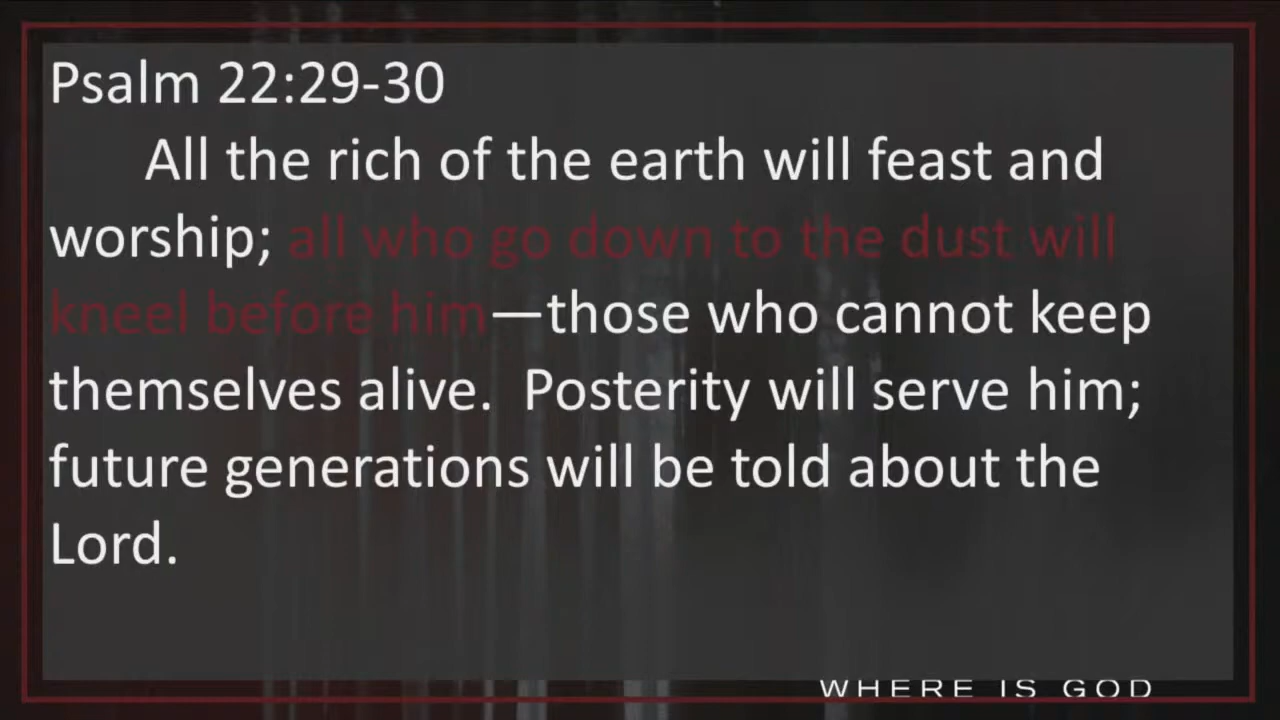 Psalm 22:29-30
All the rich of the earth will feast and
worship; all who go down to the dust will
kneel before him—those who cannot keep
themselves alive.  Posterity will serve him;
future generations will be told about the
Lord.
WHERE IS GOD